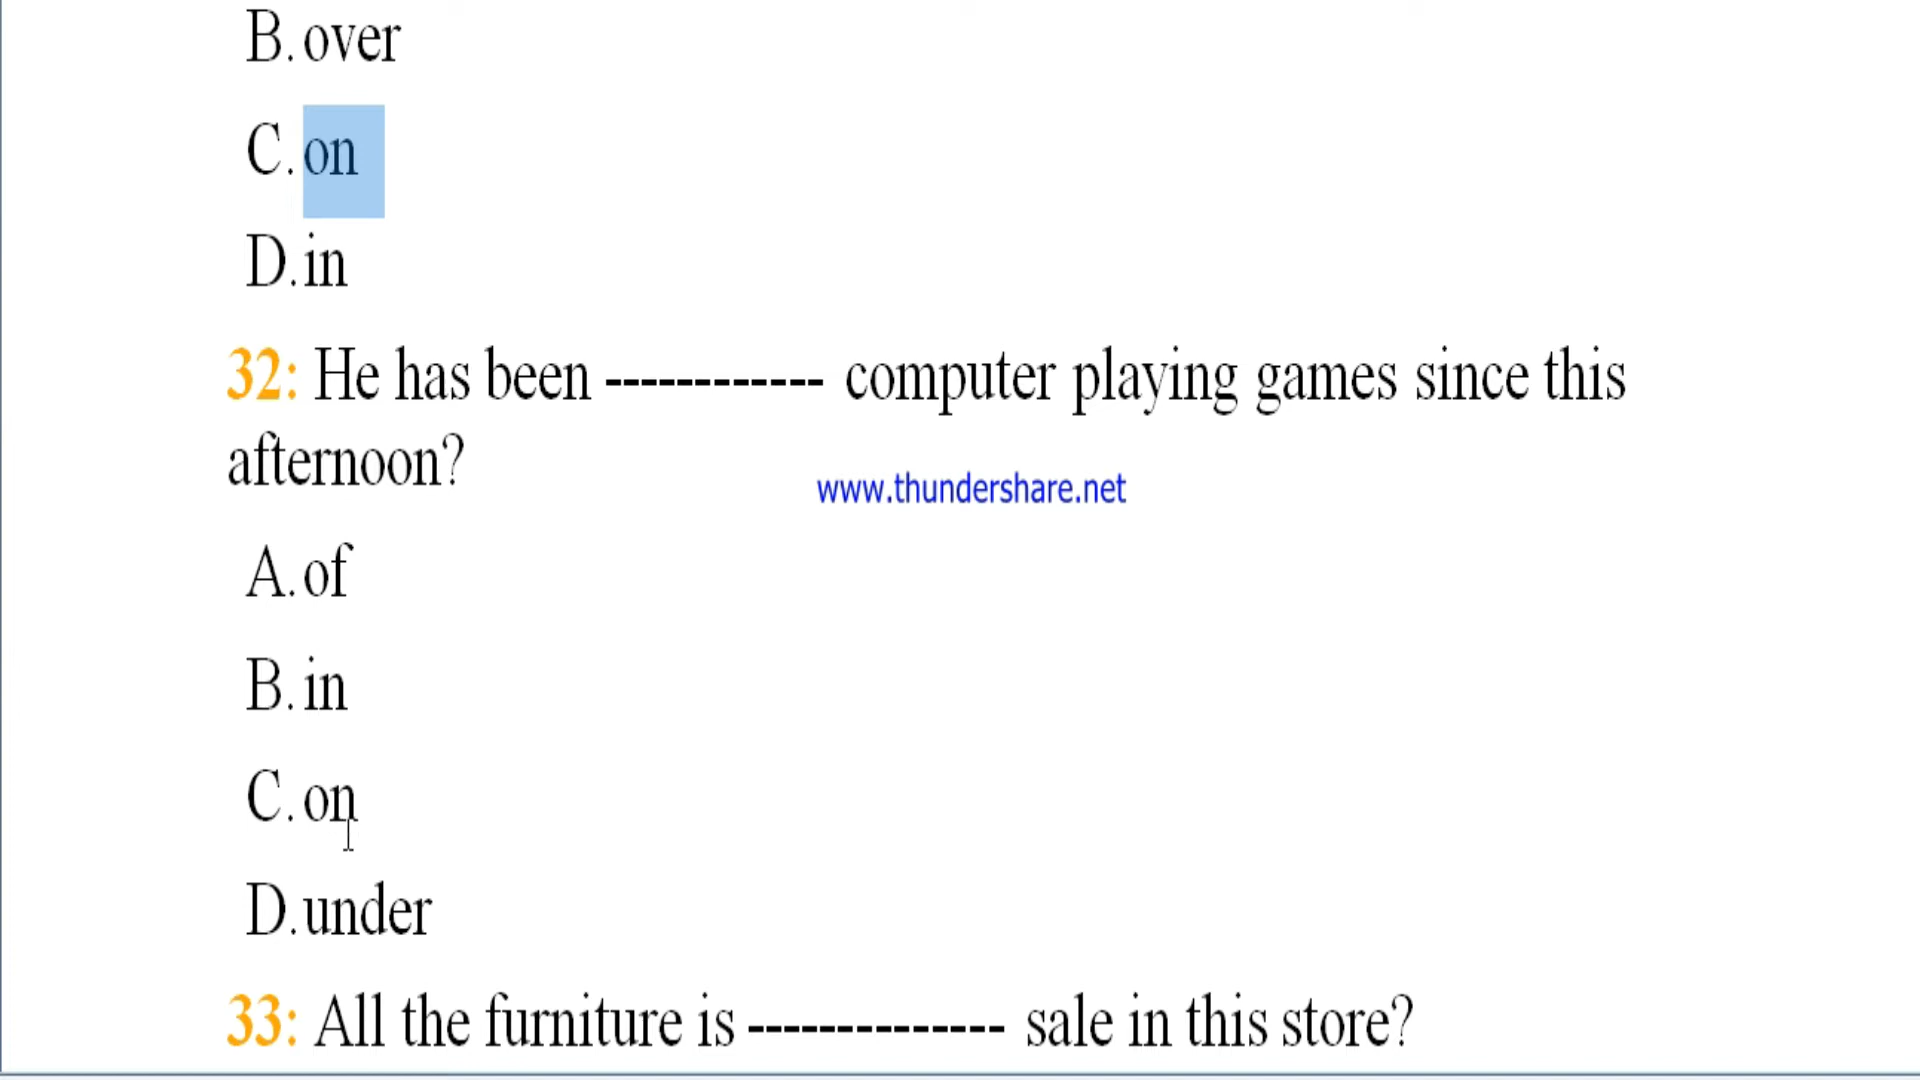 B. over
C. on
D. in
32: He has been ------------ computer playing games since this
afternoon?
www.thundershare.net
A. of
B. in
C. on
D. under
33: All the furniture is -------------- sale in this store?